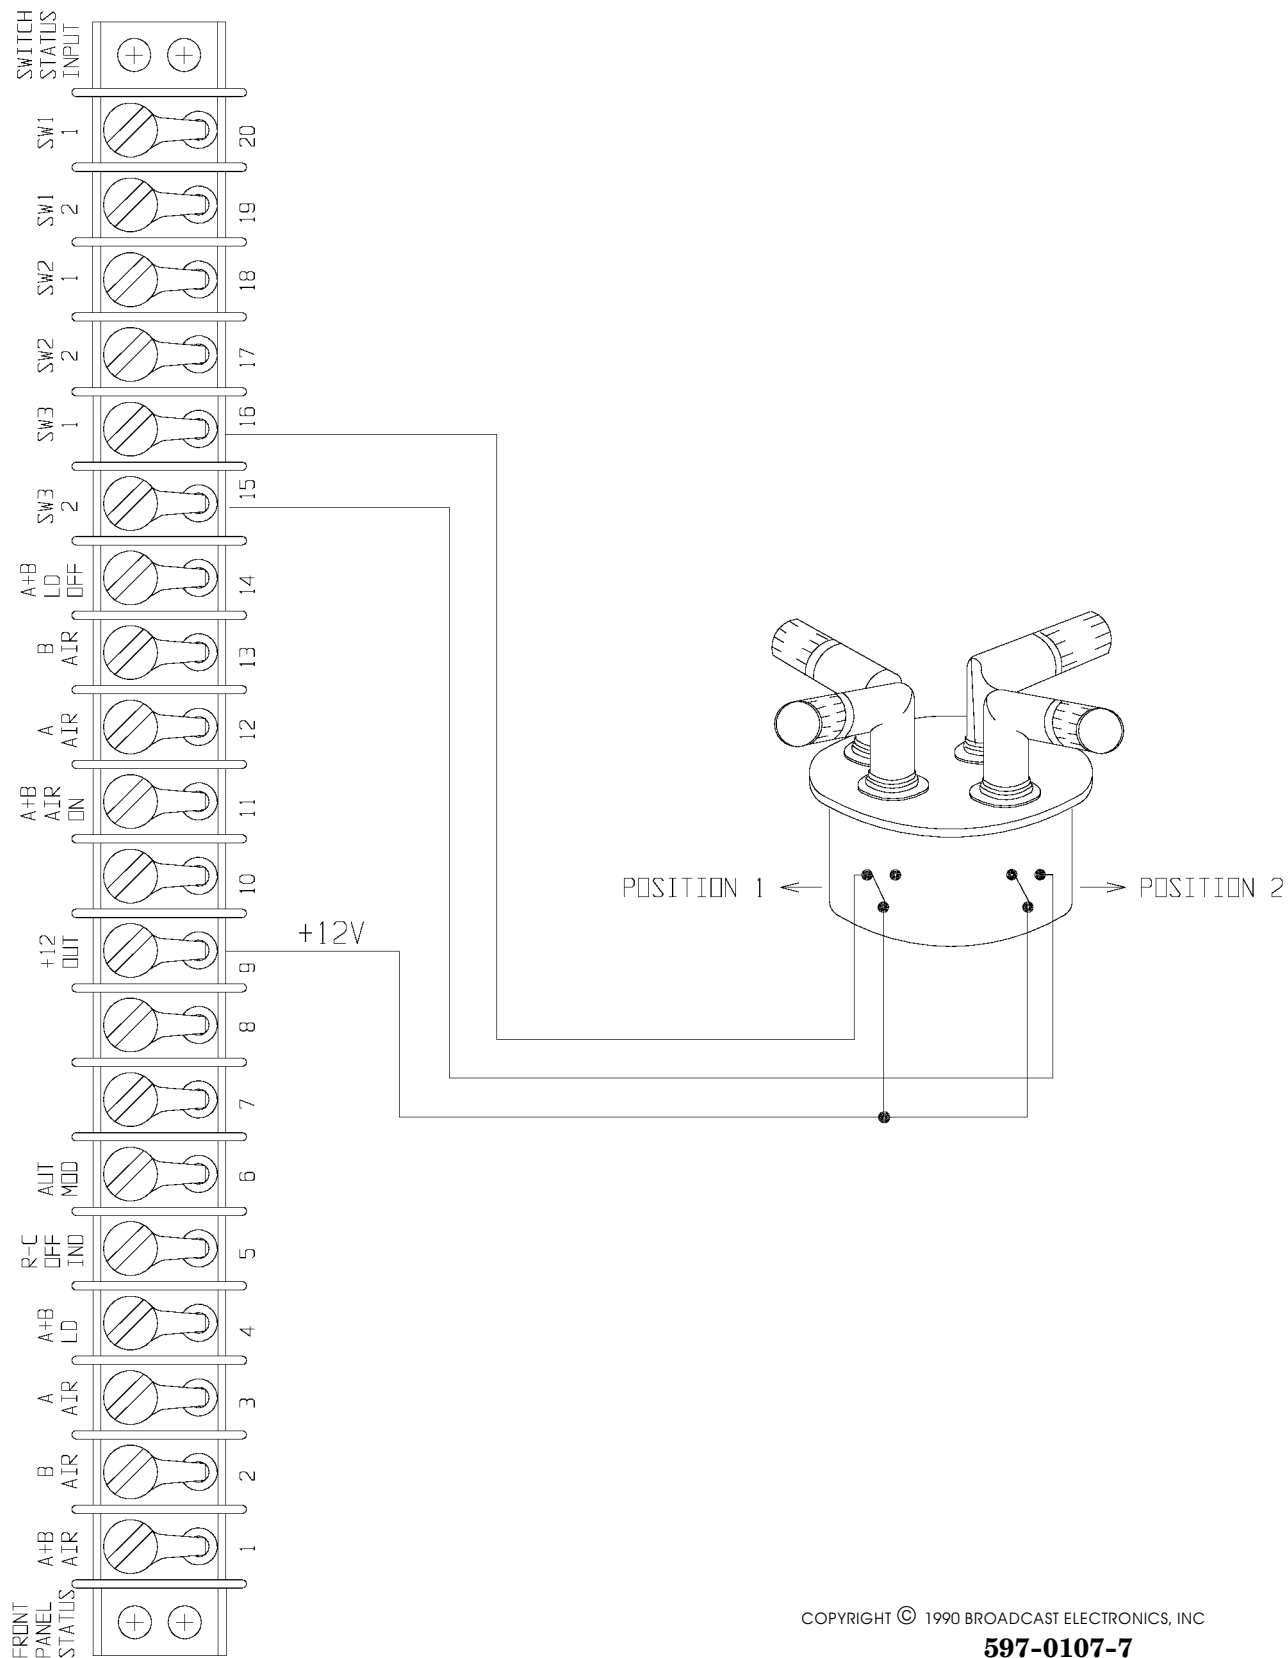 SWITCH
STATUS
INPUT
SW1
1
20
SW1
2
19
SW2
1
18
SW2
2
17
SW3
1
16
SW3
2
15
A+B
LD
OFF
14
B
AIR
13
A
AIR
12
A+B
AIR
ON
11
10
+12
OUT
9
+12V
8
7
AUT
MOD
6
R-C
OFF
IND
5
A+B
LD
4
A
AIR
3
B
AIR
2
A+B
AIR
1
FRONT
PANEL
STATUS
POSITION 1
POSITION 2
COPYRIGHT © 1990 BROADCAST ELECTRONICS, INC
597-0107-7